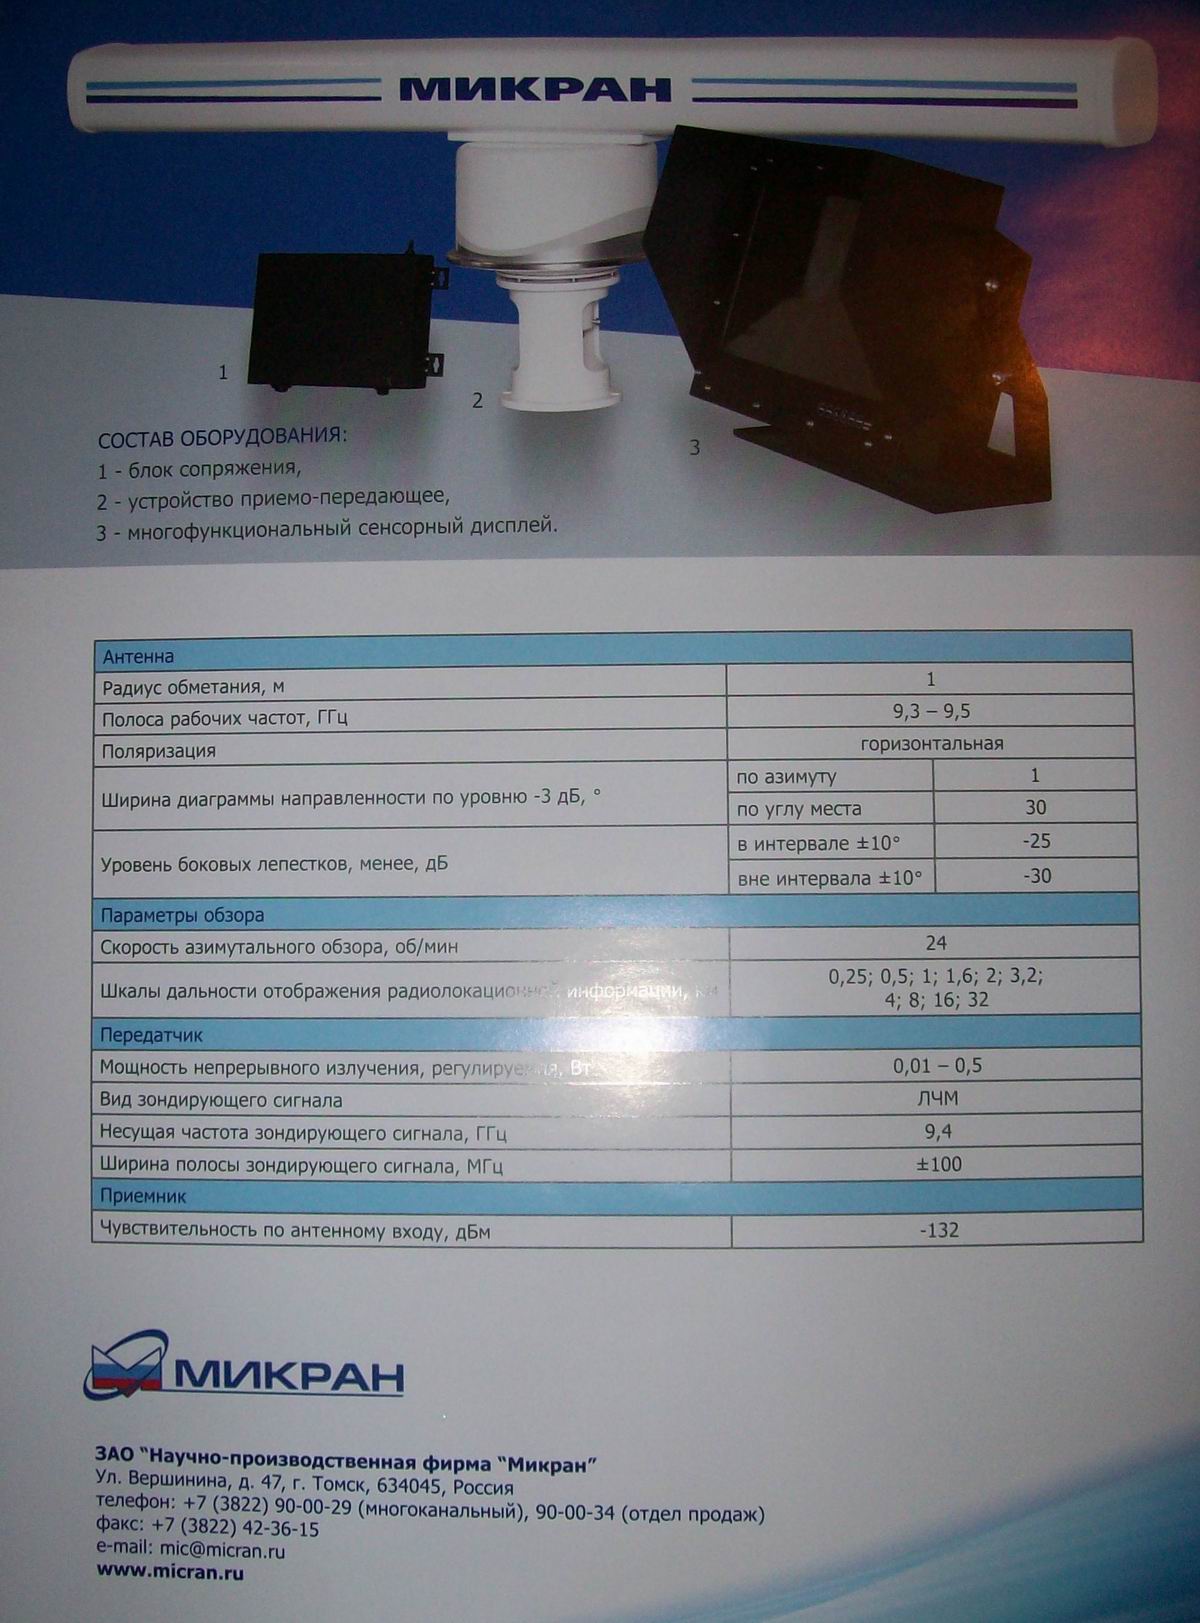 МИКРАН
1
2
3
СОСТАВ ОБОРУДОВАНИЯ:
1 - блок сопряжения,
2 - устройство приемо-передающее,
3 - многофункциональный сенсорный дисплей.
Антенна
Радиус обметания, м 1
Полоса рабочих частот, ГГц 9,3 – 9,5
Поляризация горизонтальная
Ширина диаграммы направленности по уровню -3 дБ, °
по азимуту 1
по углу места 30
Уровень боковых лепестков, менее, дБ
в интервале ±10° -25
вне интервала ±10° -30
Параметры обзора
Скорость азимутального обзора, об/мин 24
Шкалы дальности отображения радиолокационной информации, км
0,25; 0,5; 1; 1,6; 2; 3,2;
4; 8; 16; 32
Передатчик
Мощность непрерывного излучения, регулируемая, Вт 0,01 – 0,5
Вид зондирующего сигнала ЛЧМ
Несущая частота зондирующего сигнала, ГГц 9,4
Ширина полосы зондирующего сигнала, МГц ±100
Приемник
Чувствительность по антенному входу, дБм -132
МИКРАН
ЗАО “Научно-производственная фирма “Микран”
Ул. Вершинина, д. 47, г. Томск, 634045, Россия
телефон: +7 (3822) 90-00-29 (многоканальный), 90-00-34 (отдел продаж)
факс: +7 (3822) 42-36-15
e-mail: mic@micran.ru
www.micran.ru